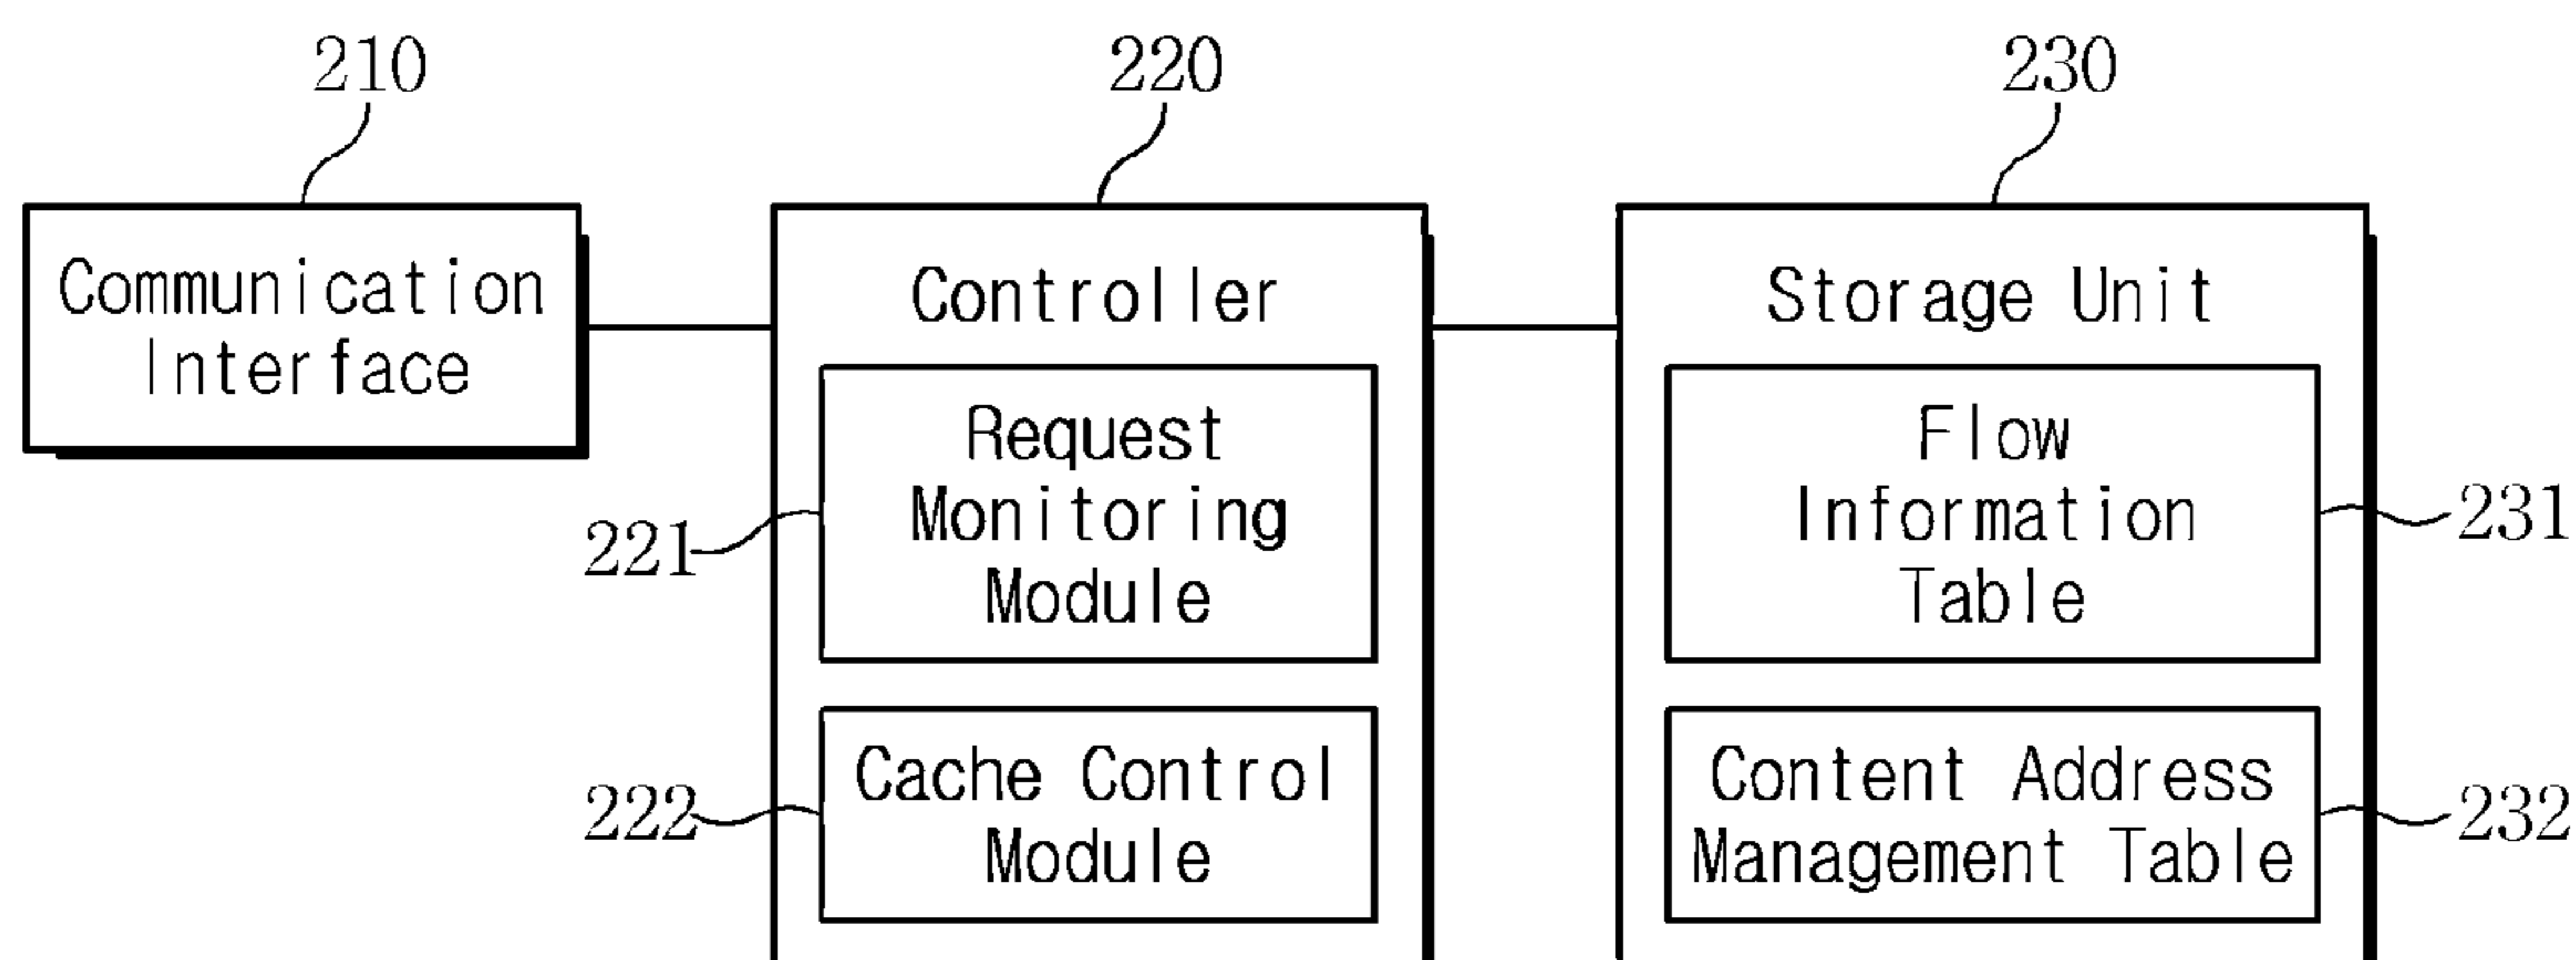 210
220
230
Communication
Interface
Controller
Storage Unit
Request
Monitoring
Module
221
Flow
Information
Table
231
Cache Control
Module
222
Content Address
Management Table
232